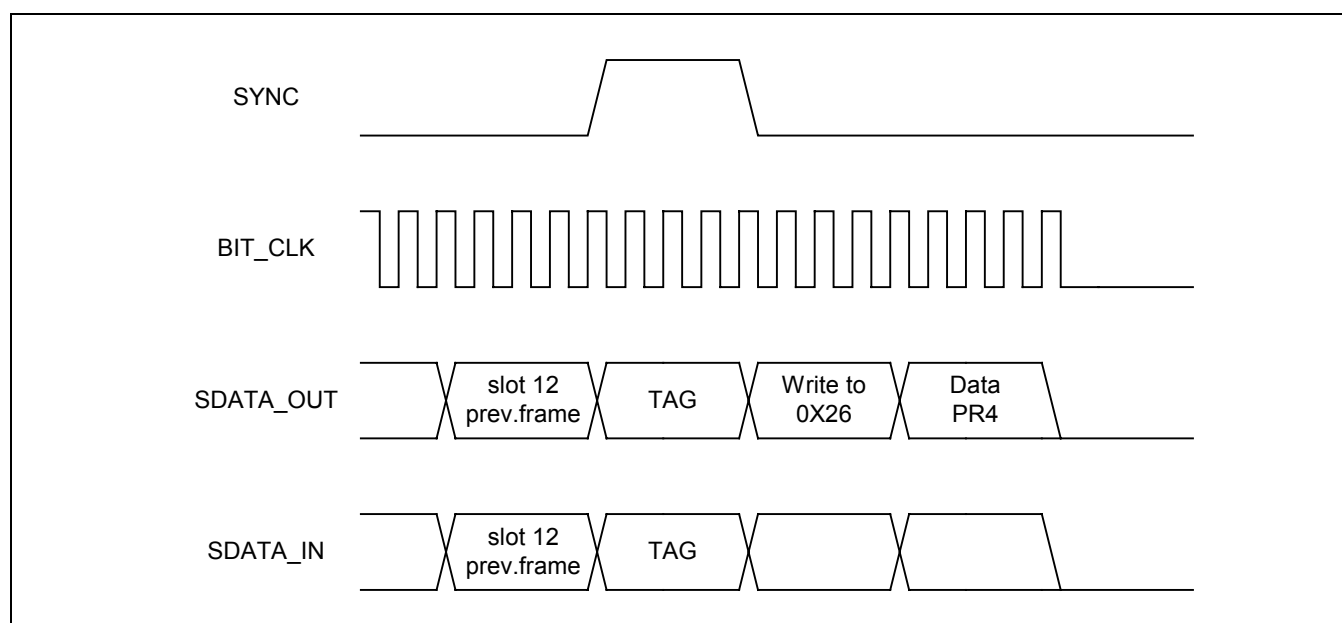 SYNC
BIT_CLK
SDATA_OUT
slot 12
prev.frame
TAG
Write to
0X26
Data
PR4
SDATA_IN
slot 12
prev.frame
TAG